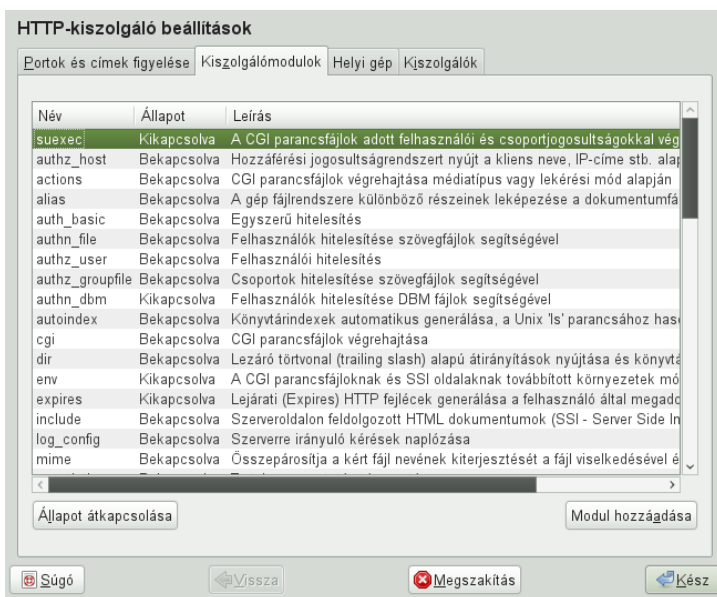 HTTP-kiszolgáló beállítások
Portok és címek figyelése Kiszolgálómodulok Helyi gép Kiszolgálók
Név Állapot Leírás
suexec Kikapcsolva A CGI parancsfájlok adott felhasználói és csoportjogosultságokkal vég
authz_host Bekapcsolva Hozzáférési jogosultságrendszert nyújt a kliens neve, IP-címe stb. alap
actions Bekapcsolva CGI parancsfájlok végrehajtása médiatípus vagy lekérési mód alapján
alias Bekapcsolva A gép fájlrendszere különböző részeinek leképezése a dokumentumfá
auth_basic Bekapcsolva Egyszerű hitelesítés
authn_file Bekapcsolva Felhasználók hitelesítése szövegfájlok segítségével
authz_user Bekapcsolva Felhasználói hitelesítés
authz_groupfile Bekapcsolva Csoportok hitelesítése szövegfájlok segítségével
authn_dbm Kikapcsolva Felhasználók hitelesítése DBM fájlok segítségével
autoindex Bekapcsolva Könyvtárindexek automatikus generálása, a Unix 'ls' parancsához haso
cgi Bekapcsolva CGI parancsfájlok végrehajtása
dir Bekapcsolva Lezáró törtvonal (trailing slash) alapú átirányítások nyújtása és könyvtá
env Kikapcsolva A CGI parancsfájloknak és SSI oldalaknak továbbított környezetek mó
expires Kikapcsolva Lejárati (Expires) HTTP fejlécek generálása a felhasználó által megado
include Bekapcsolva Szerveroldalon feldolgozott HTML dokumentumok (SSI - Server Side In
log_config Bekapcsolva Szerverre irányuló kérések naplózása
mime Bekapcsolva Összepárosítja a kért fájl nevének kiterjesztését a fájl viselkedésével é
Állapot átkapcsolása Modul hozzáadása
Súgó Vissza Megszakítás Kész